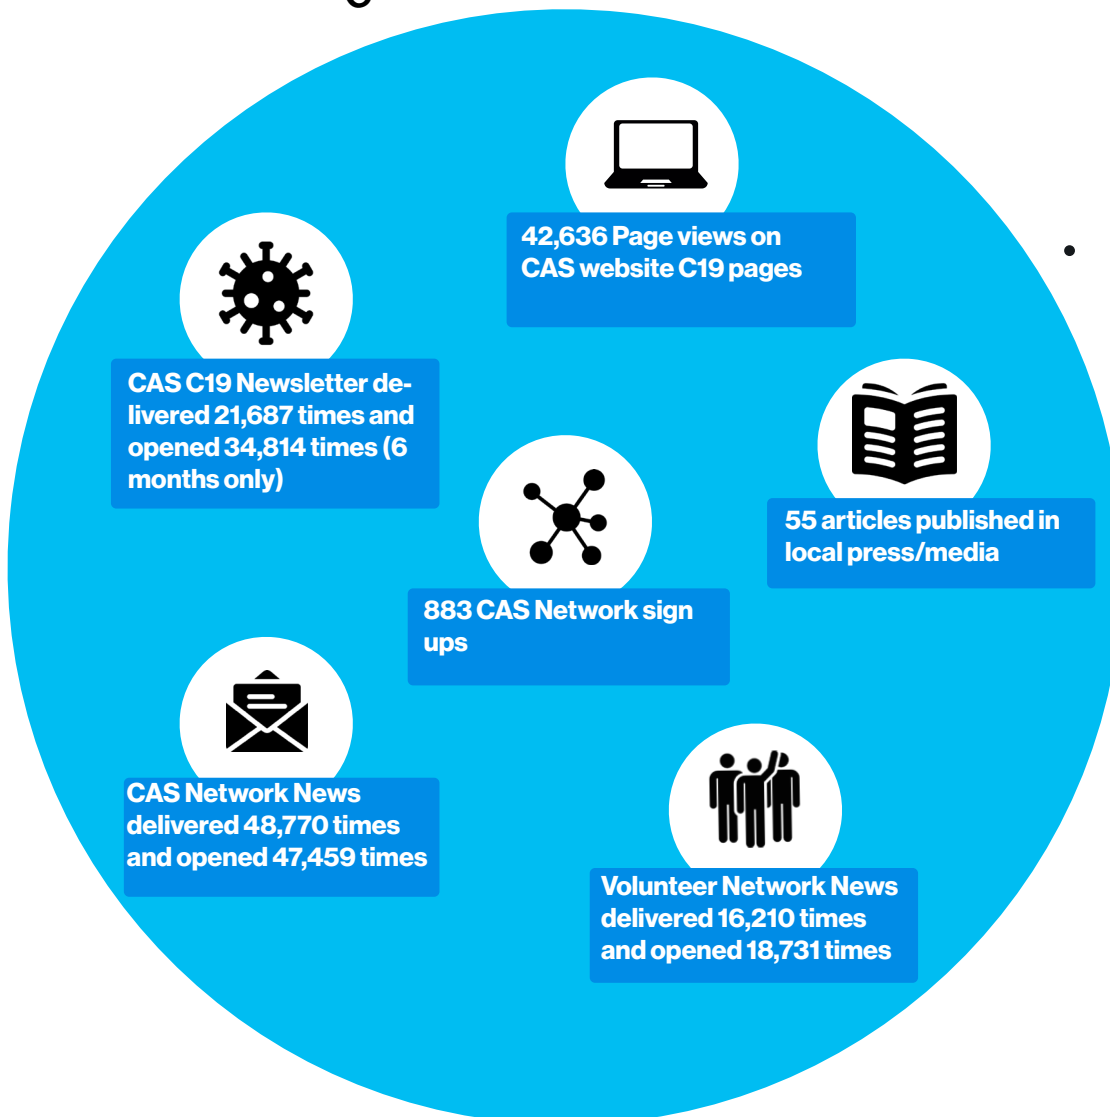 42,636 Page views on
CAS website C19 pages
CAS C19 Newsletter de-
livered 21,687 times and
opened 34,814 times (6
months only)
55 articles published in
local press/media
883 CAS Network sign
ups
CAS Network News
delivered 48,770 times
and opened 47,459 times
Volunteer Network News
delivered 16,210 times
and opened 18,731 times